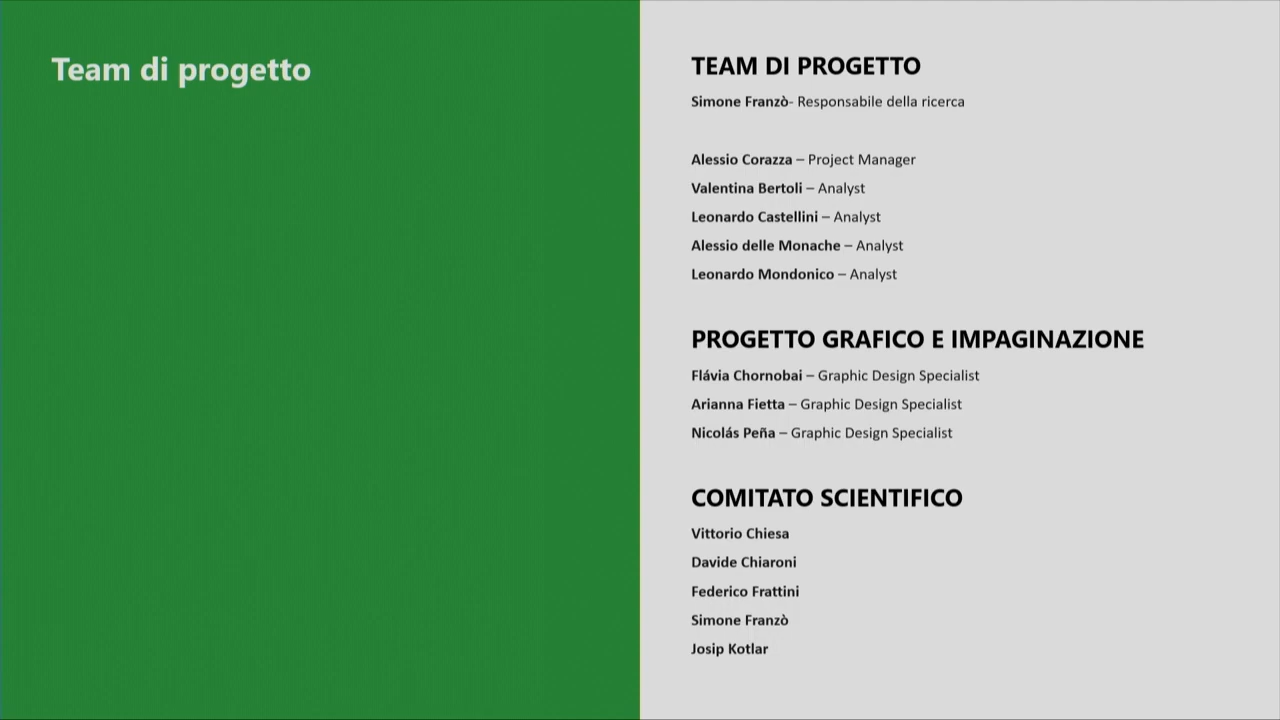 Team di progetto
TEAM DI PROGETTO
Simone Franzò- Responsabile della ricerca
Alessio Corazza – Project Manager
Valentina Bertoli – Analyst
Leonardo Castellini – Analyst
Alessio delle Monache – Analyst
Leonardo Mondonico – Analyst
PROGETTO GRAFICO E IMPAGINAZIONE
Flávia Chornobai – Graphic Design Specialist
Arianna Fietta – Graphic Design Specialist
Nicolás Peña – Graphic Design Specialist
COMITATO SCIENTIFICO
Vittorio Chiesa
Davide Chiaroni
Federico Frattini
Simone Franzò
Josip Kotlar